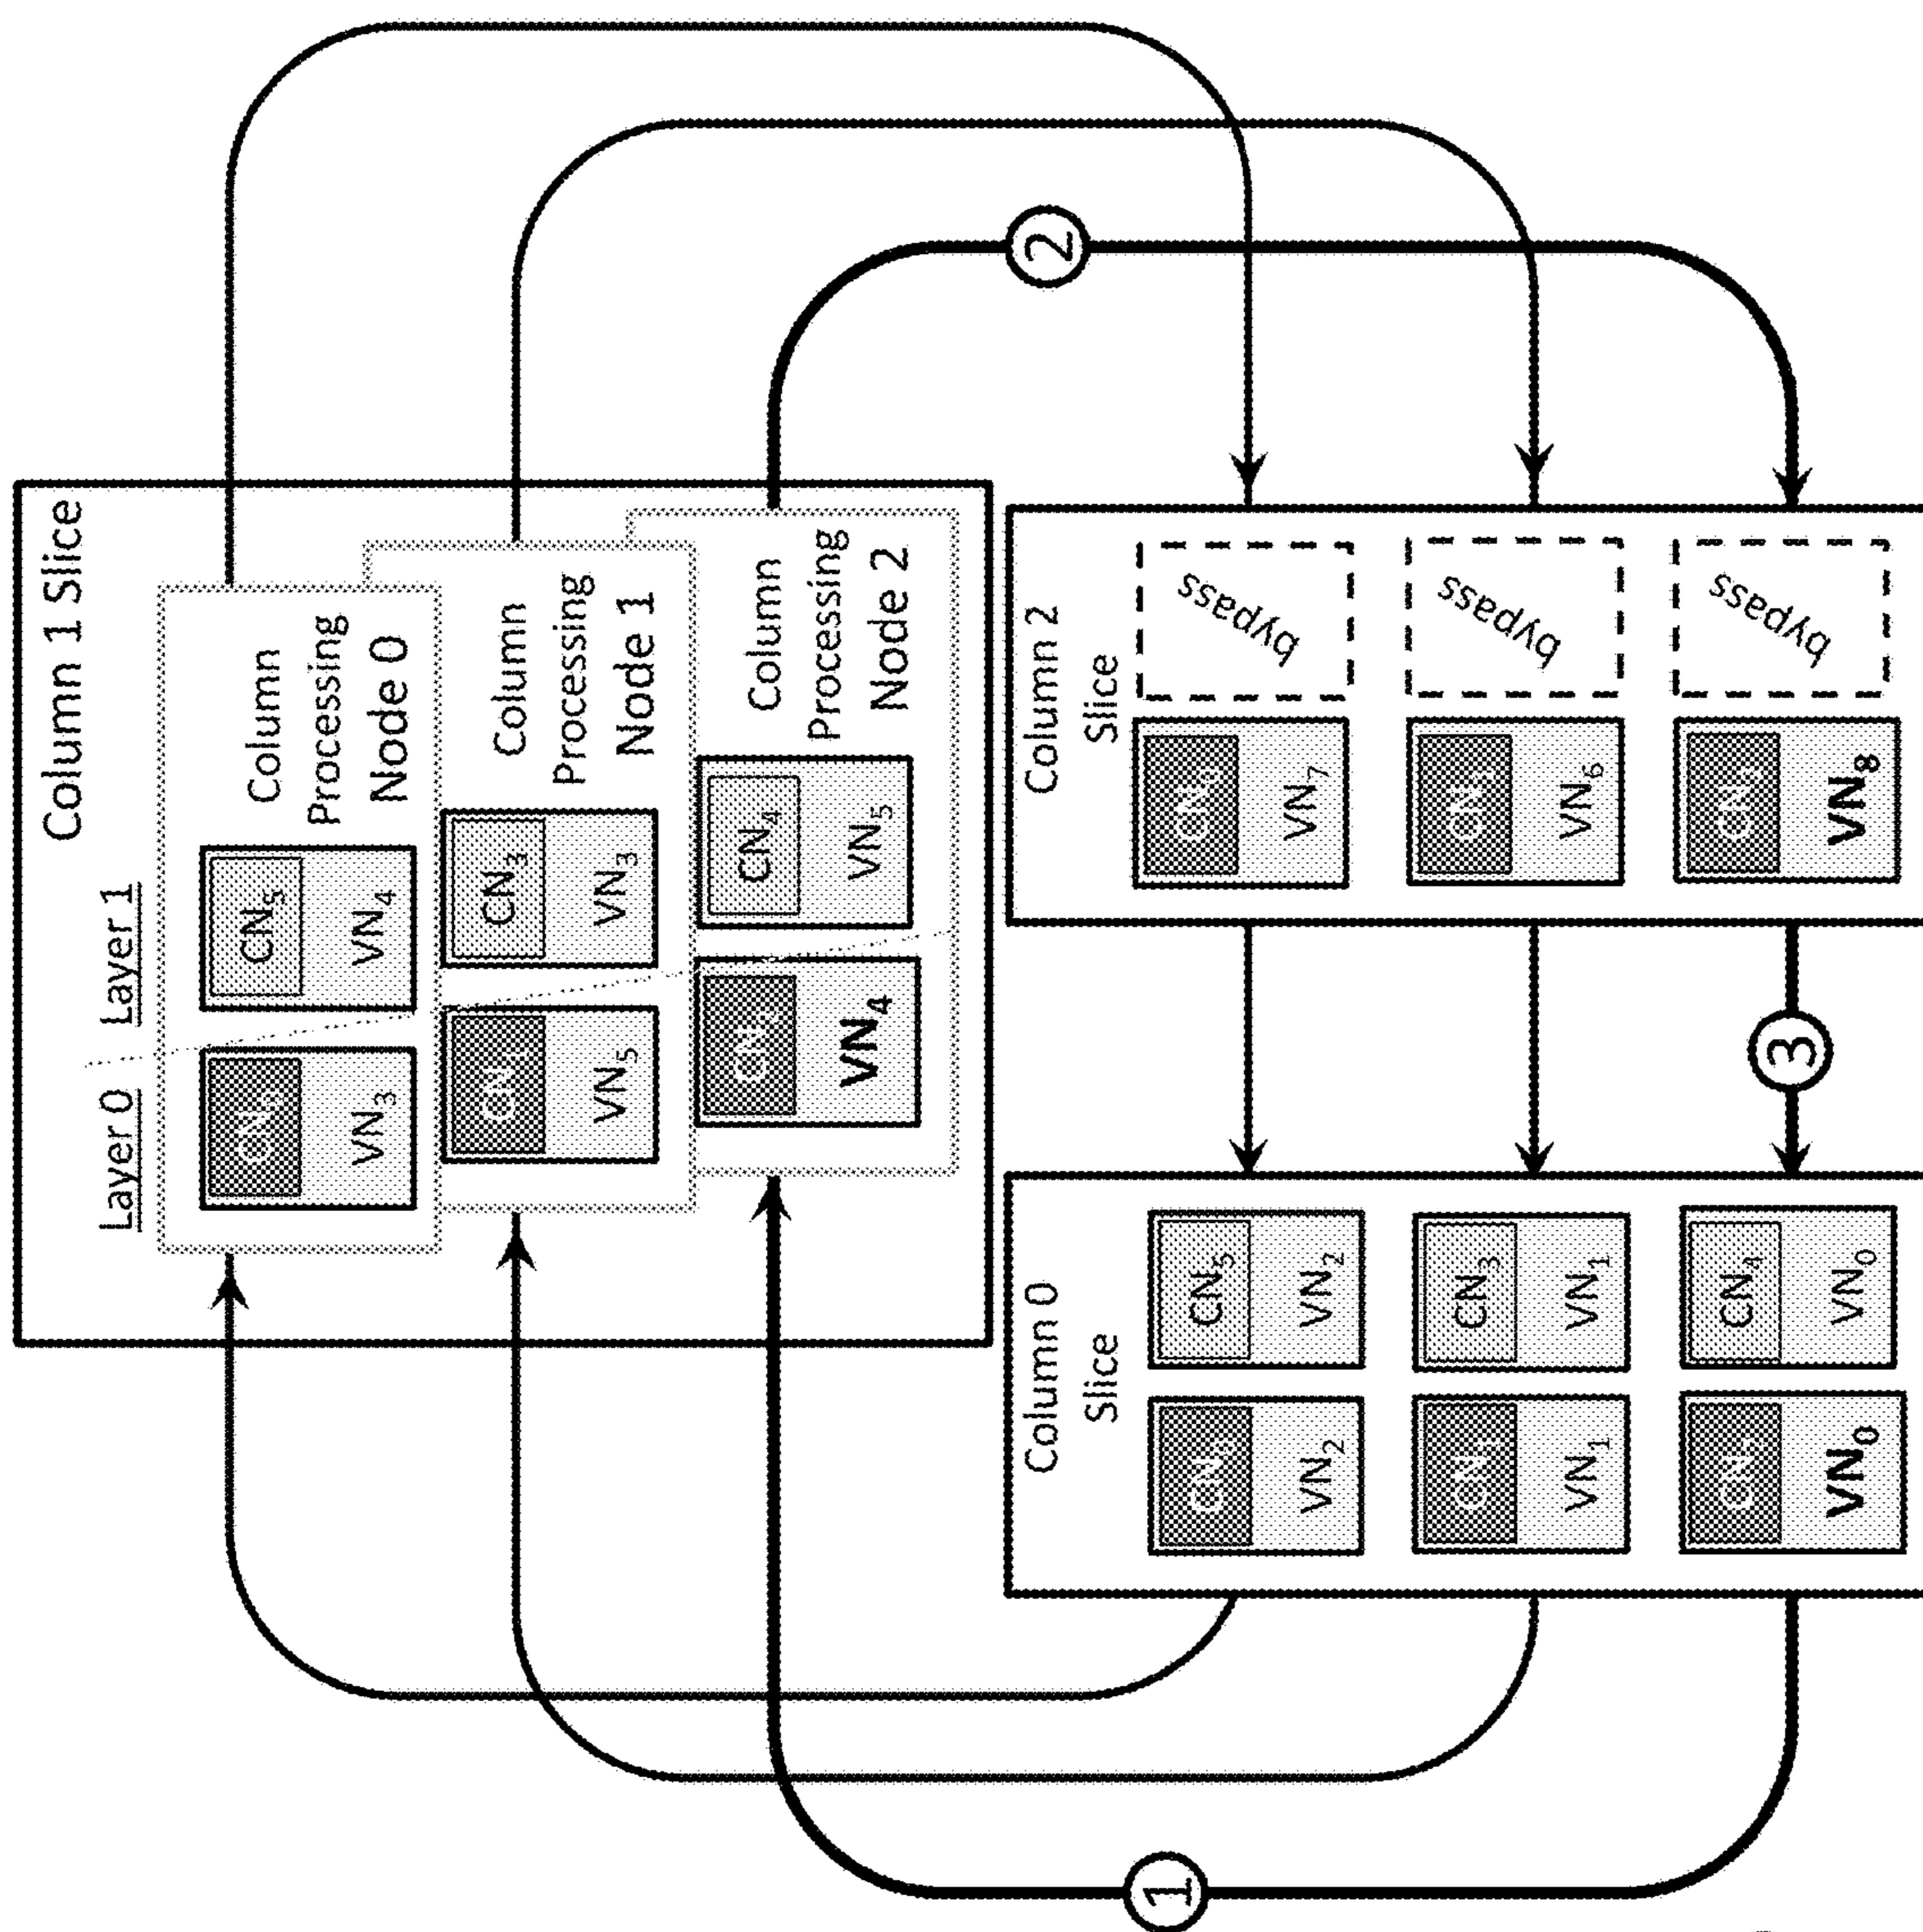 Column 1 Slice
Layer 0
Layer 1
CN₅
VN₃
VN₄
Column
Processing
Node 0
CN₃
VN₅
VN₃
Column
Processing
Node 1
CN₄
VN₄
VN₅
Column
Processing
Node 2
1
2
3
Column 0
Slice
CN₅
VN₂
VN₂
CN₃
VN₁
VN₁
CN₄
VN₀
VN₀
Column 2
Slice
VN₇
bypass
VN₆
bypass
VN₈
bypass